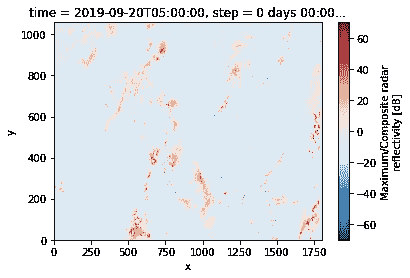 time = 2019-09-20T05:00:00, step = 0 days 00:00...
1000
800
600
400
200
0
y
0 250 500 750 1000 1250 1500 1750
x
60
40
20
0
−20
−40
−60
Maximum/Composite radar
reflectivity [dB]